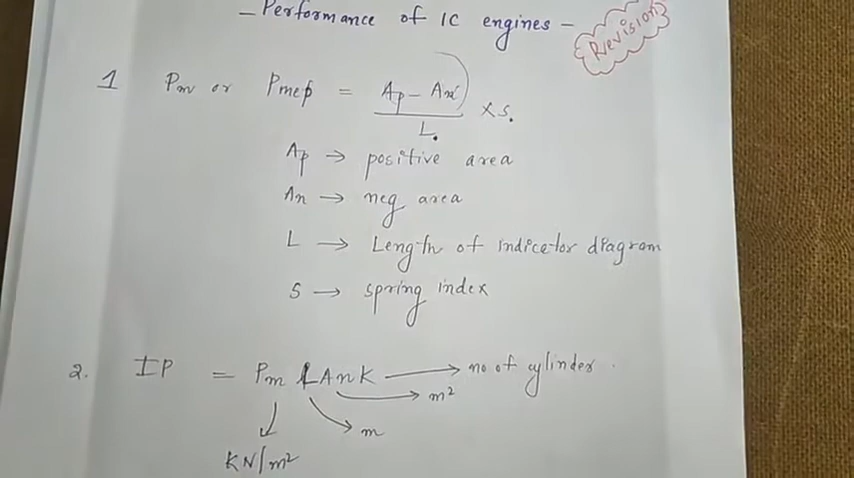 - Performance of IC engines -
Revision
1 Pm or Pmep = Ap - An / L. × S.
Ap → positive area
An → neg area
L → Length of indicator diagram
S → spring index
2. IP = Pm LAnK → no of cylinder
m²
m
KN/m²